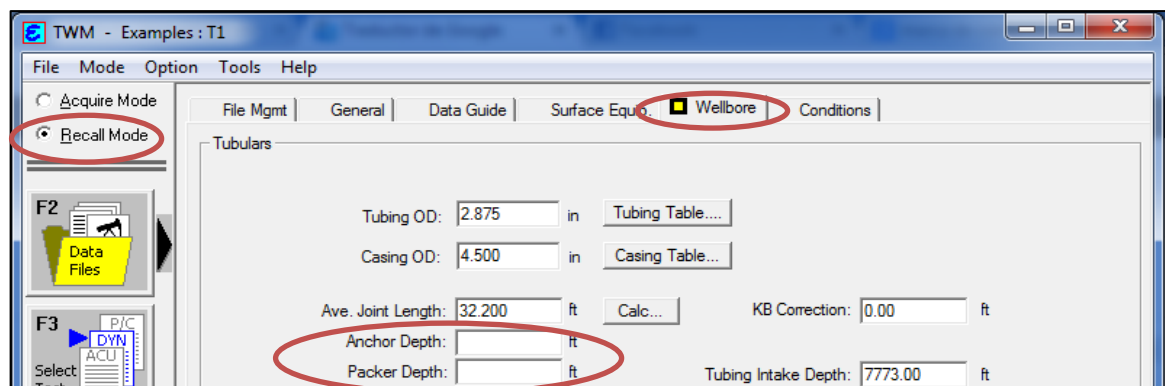 TWM - Examples : T1
File Mode Option Tools Help
Acquire Mode
Recall Mode
File Mgmt General Data Guide Surface Equip. Wellbore Conditions
Tubulars
F2
Data
Files
Tubing OD: 2.875 in Tubing Table....
Casing OD: 4.500 in Casing Table...
Ave. Joint Length: 32.200 ft Calc... KB Correction: 0.00 ft
Anchor Depth: ft
Packer Depth: ft Tubing Intake Depth: 7773.00 ft
F3
P/C
DYN
ACU
Select